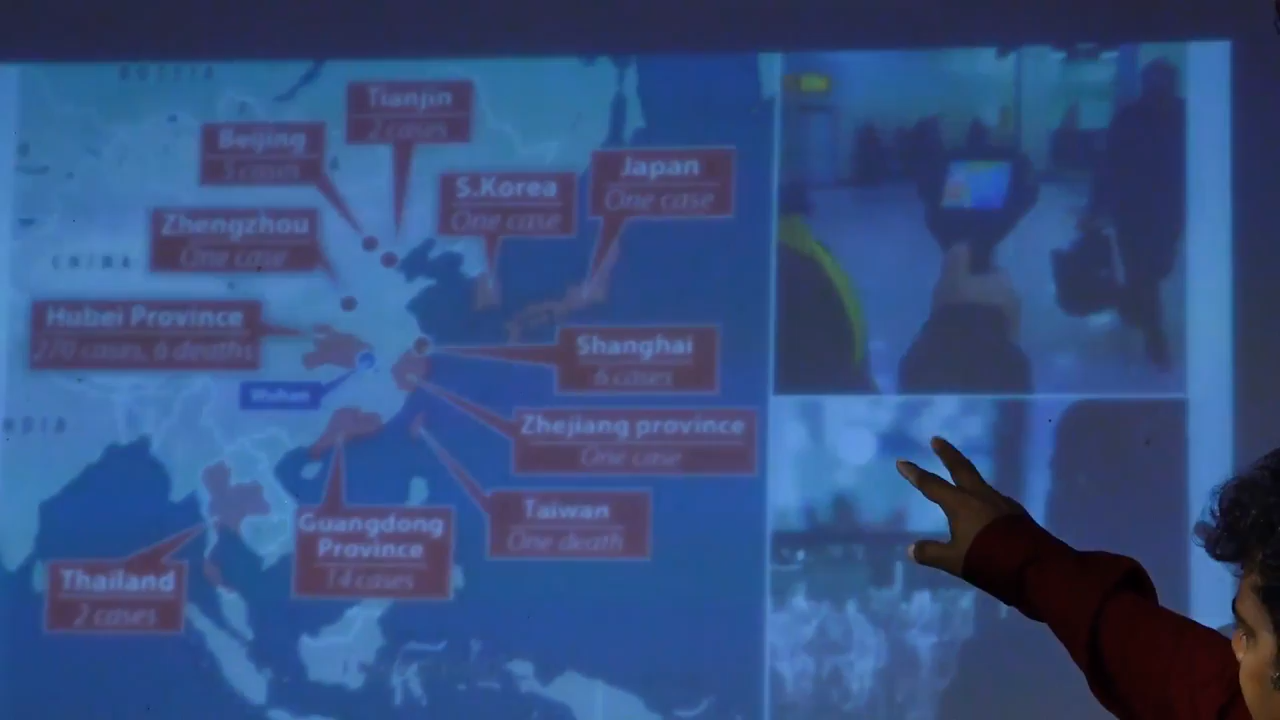 RUSSIA
Tianjin
2 cases
Beijing
5 cases
Japan
One case
S.Korea
One case
Zhengzhou
One case
CHINA
Hubei Province
270 cases, 6 deaths
Shanghai
6 cases
Wuhan
Zhejiang province
One case
Taiwan
One death
Guangdong
Province
14 cases
Thailand
2 cases